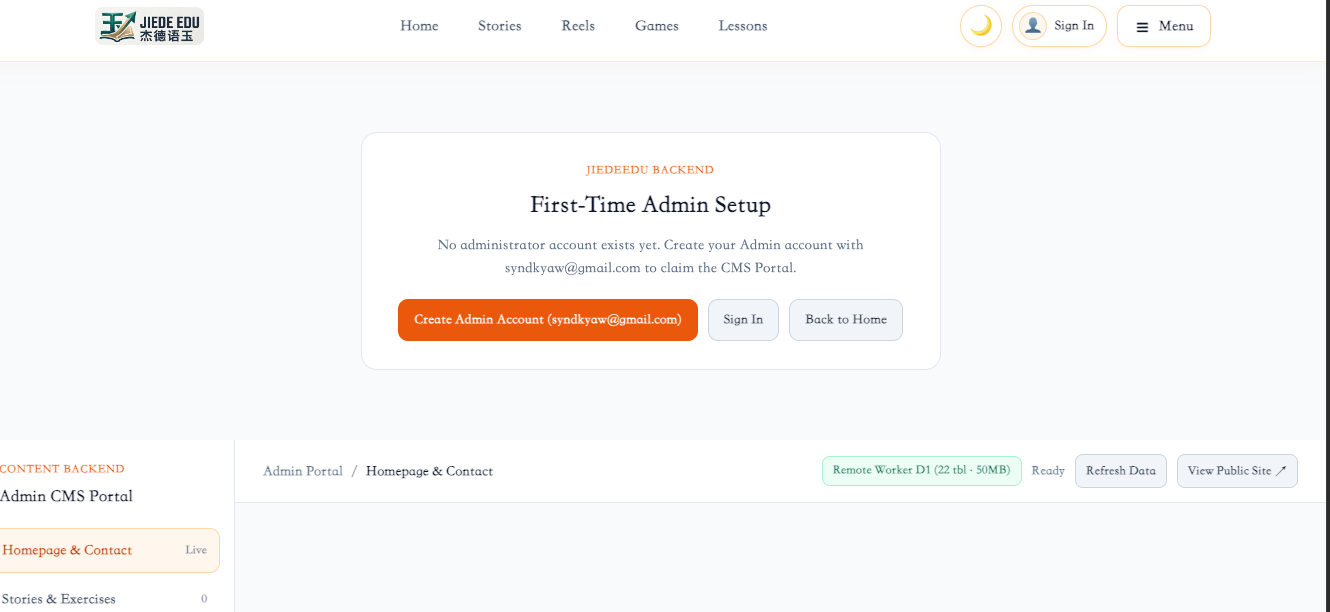 JIEDE EDU
杰德语玉
Home
Stories
Reels
Games
Lessons
Sign In
☰ Menu
JIEDEEDU BACKEND
First-Time Admin Setup
No administrator account exists yet. Create your Admin account with
syndkyaw@gmail.com to claim the CMS Portal.
Create Admin Account (syndkyaw@gmail.com)
Sign In
Back to Home
CONTENT BACKEND
Admin CMS Portal
Homepage & Contact
Live
Stories & Exercises
0
Admin Portal / Homepage & Contact
Remote Worker D1 (22 tbl · 50MB)
Ready
Refresh Data
View Public Site ↗